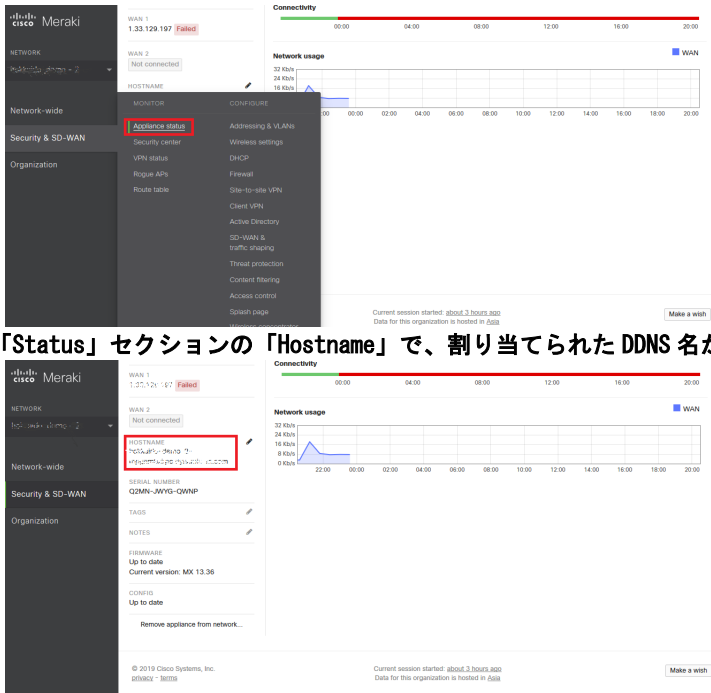 CISCO Meraki
NETWORK
Network-wide
Security & SD-WAN
Organization
WAN 1
1.33.129.197 Failed
WAN 2
Not connected
HOSTNAME
MONITOR
Appliance status
Security center
VPN status
Rogue APs
Route table
CONFIGURE
Addressing & VLANs
Wireless settings
DHCP
Firewall
Site-to-site VPN
Client VPN
Active Directory
SD-WAN &
traffic shaping
Threat protection
Content filtering
Access control
Splash page
Wireless concentrator
Connectivity
00:00 04:00 08:00 12:00 16:00 20:00
Network usage
WAN
32 Kb/s
24 Kb/s
16 Kb/s
:00 00:00 02:00 04:00 06:00 08:00 10:00 12:00 14:00 16:00 18:00 20:00
Current session started: about 3 hours ago
Data for this organization is hosted in Asia
Make a wish
「Status」セクションの「Hostname」で、割り当てられた DDNS 名が
CISCO Meraki
NETWORK
Network-wide
Security & SD-WAN
Organization
WAN 1
Failed
WAN 2
Not connected
HOSTNAME
SERIAL NUMBER
Q2MN-JWYG-QWNP
TAGS
NOTES
FIRMWARE
Up to date
Current version: MX 13.36
CONFIG
Up to date
Remove appliance from network...
Connectivity
00:00 04:00 08:00 12:00 16:00 20:00
Network usage
WAN
32 Kb/s
24 Kb/s
16 Kb/s
8 Kb/s
0 Kb/s
22:00 00:00 02:00 04:00 06:00 08:00 10:00 12:00 14:00 16:00 18:00 20:00
© 2019 Cisco Systems, Inc.
privacy - terms
Current session started: about 3 hours ago
Data for this organization is hosted in Asia
Make a wish